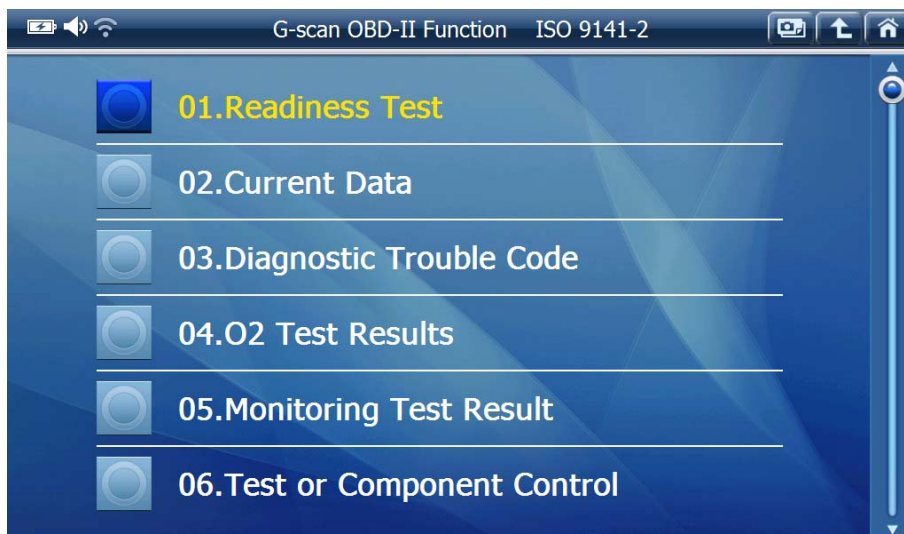 G-scan OBD-II Function ISO 9141-2
01.Readiness Test
02.Current Data
03.Diagnostic Trouble Code
04.O2 Test Results
05.Monitoring Test Result
06.Test or Component Control